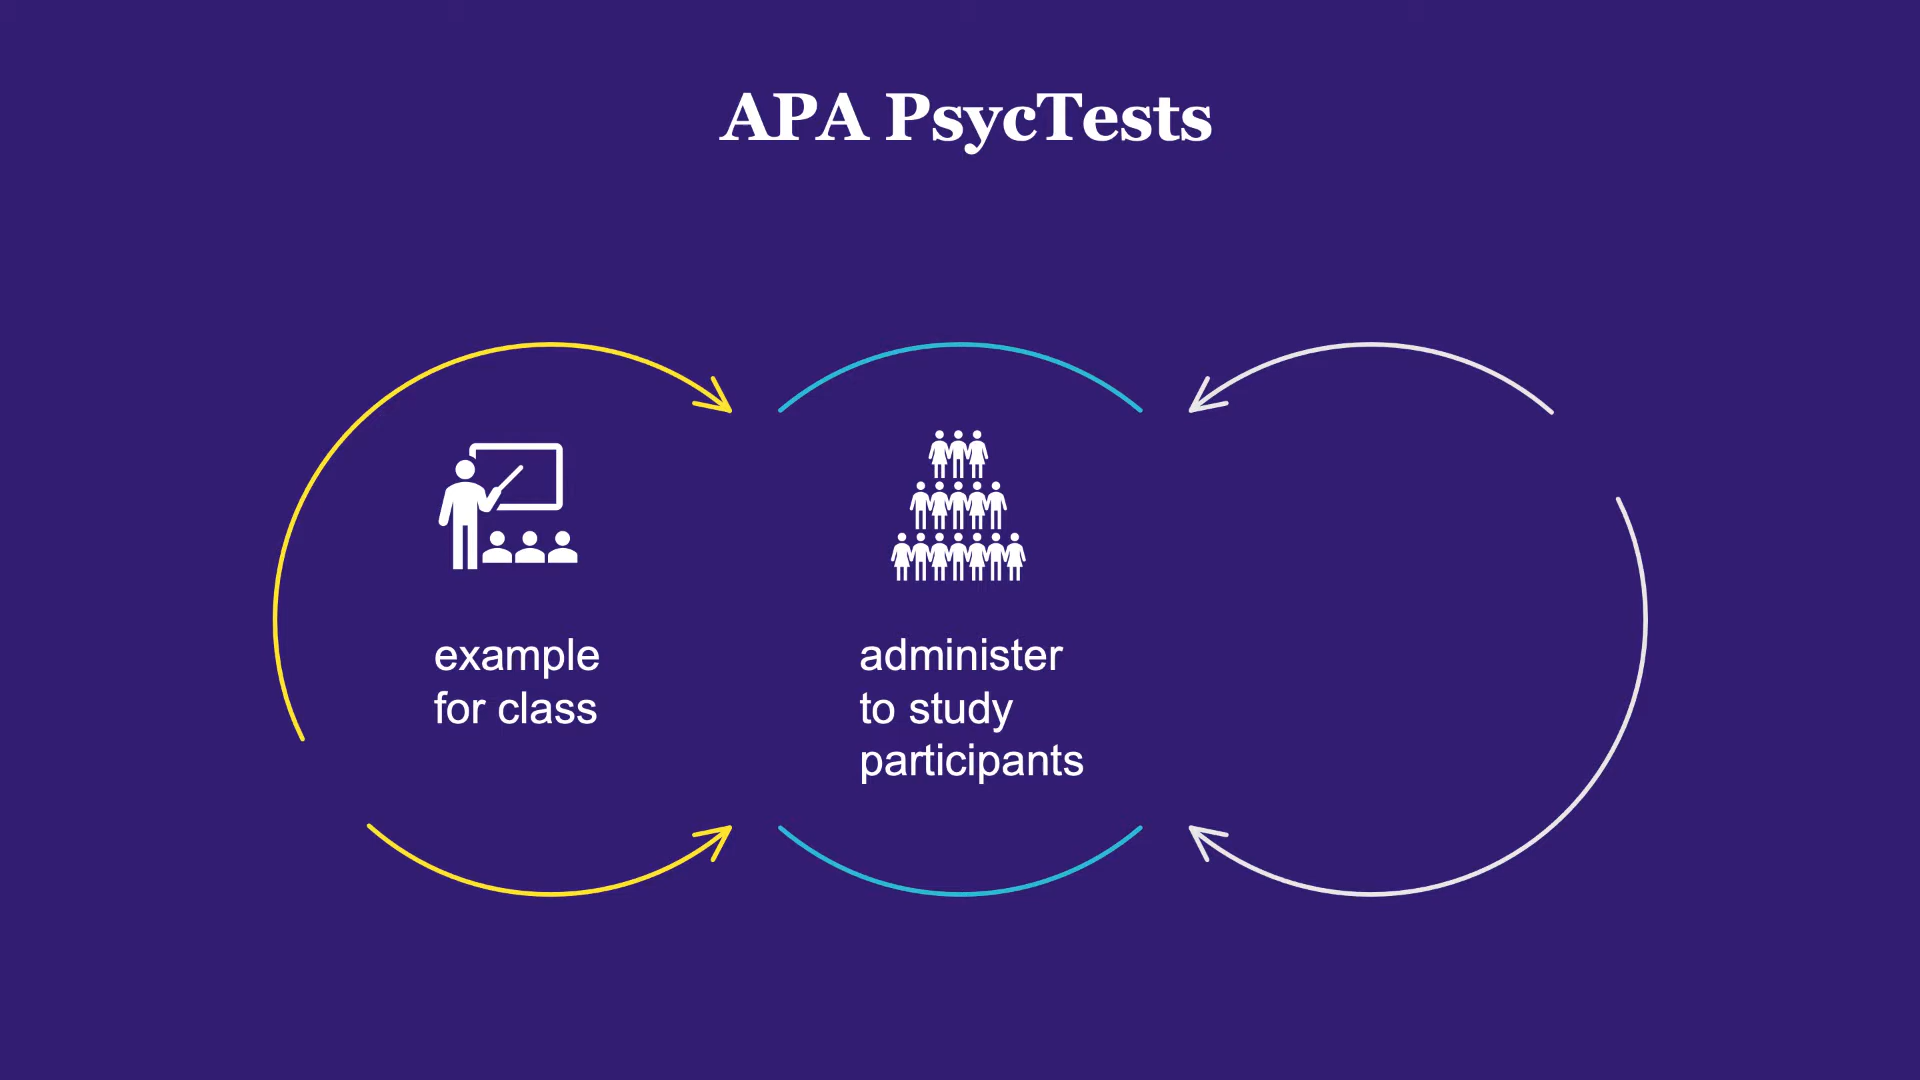 APA PsycTests
example
for class
administer
to study
participants